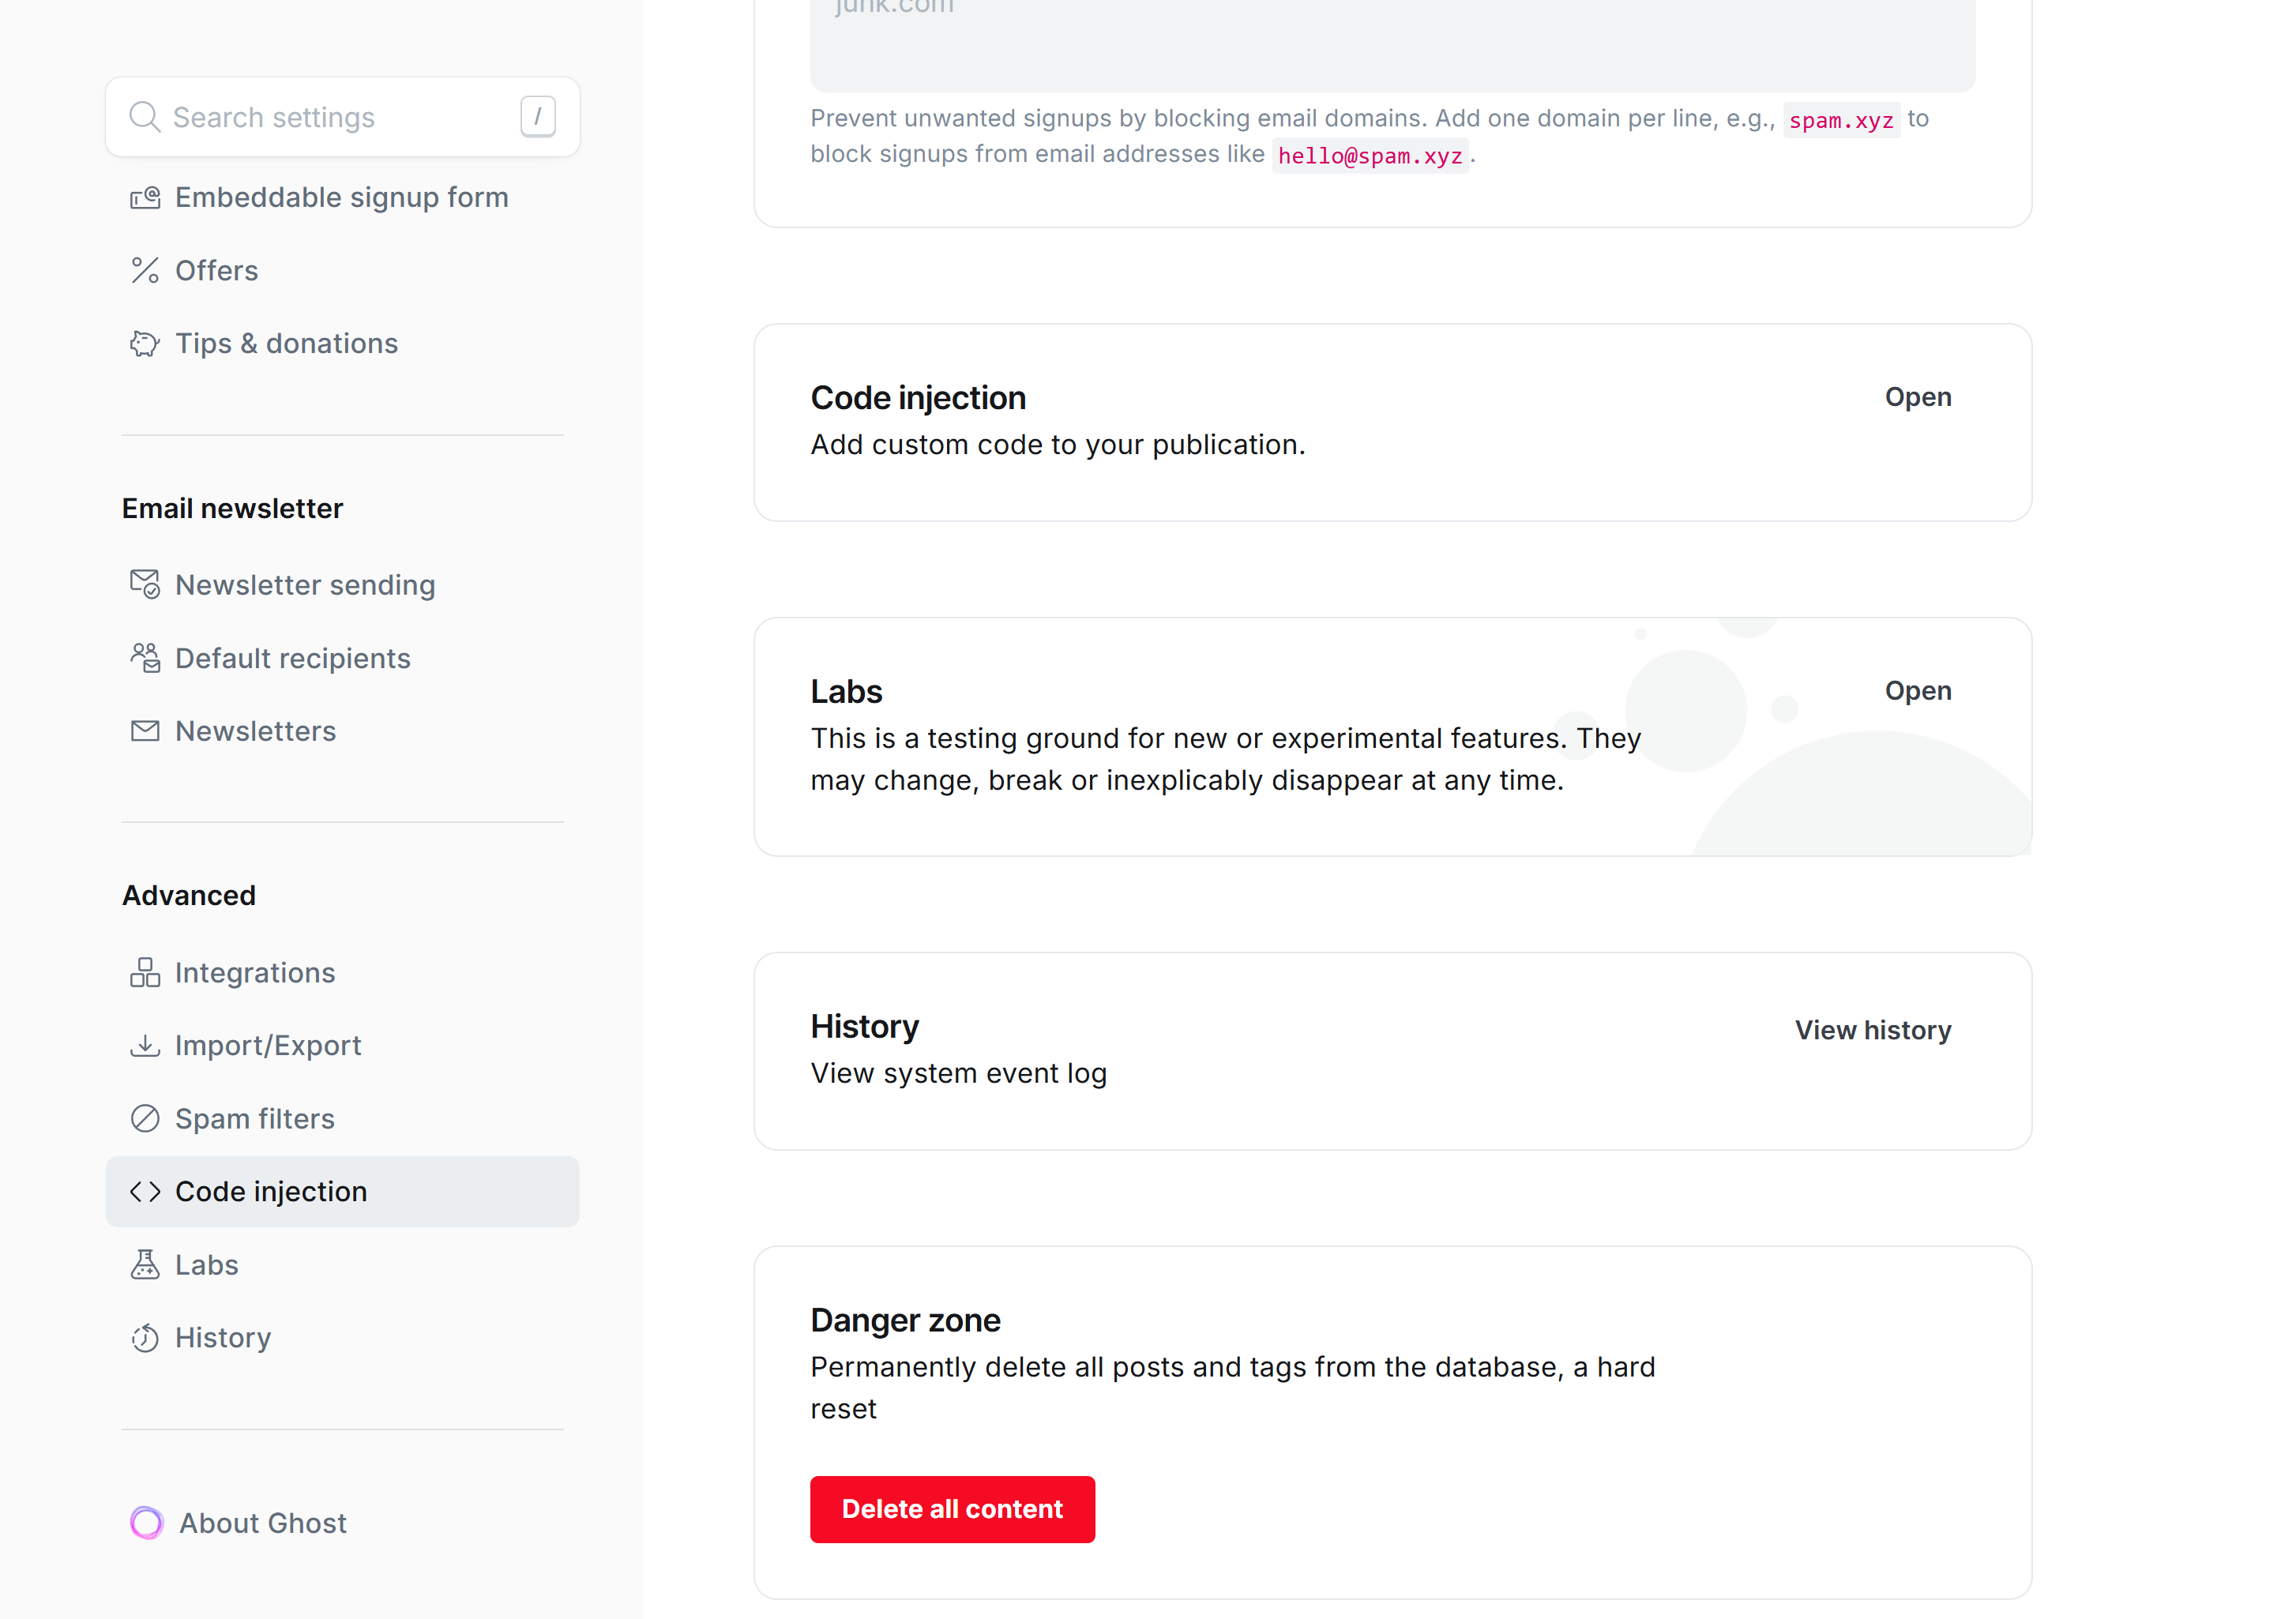 Search settings /
Embeddable signup form
Offers
Tips & donations
Email newsletter
Newsletter sending
Default recipients
Newsletters
Advanced
Integrations
Import/Export
Spam filters
Code injection
Labs
History
About Ghost
junk.com
Prevent unwanted signups by blocking email domains. Add one domain per line, e.g., spam.xyz to
block signups from email addresses like hello@spam.xyz.
Code injection
Open
Add custom code to your publication.
Labs
Open
This is a testing ground for new or experimental features. They
may change, break or inexplicably disappear at any time.
History
View history
View system event log
Danger zone
Permanently delete all posts and tags from the database, a hard
reset
Delete all content